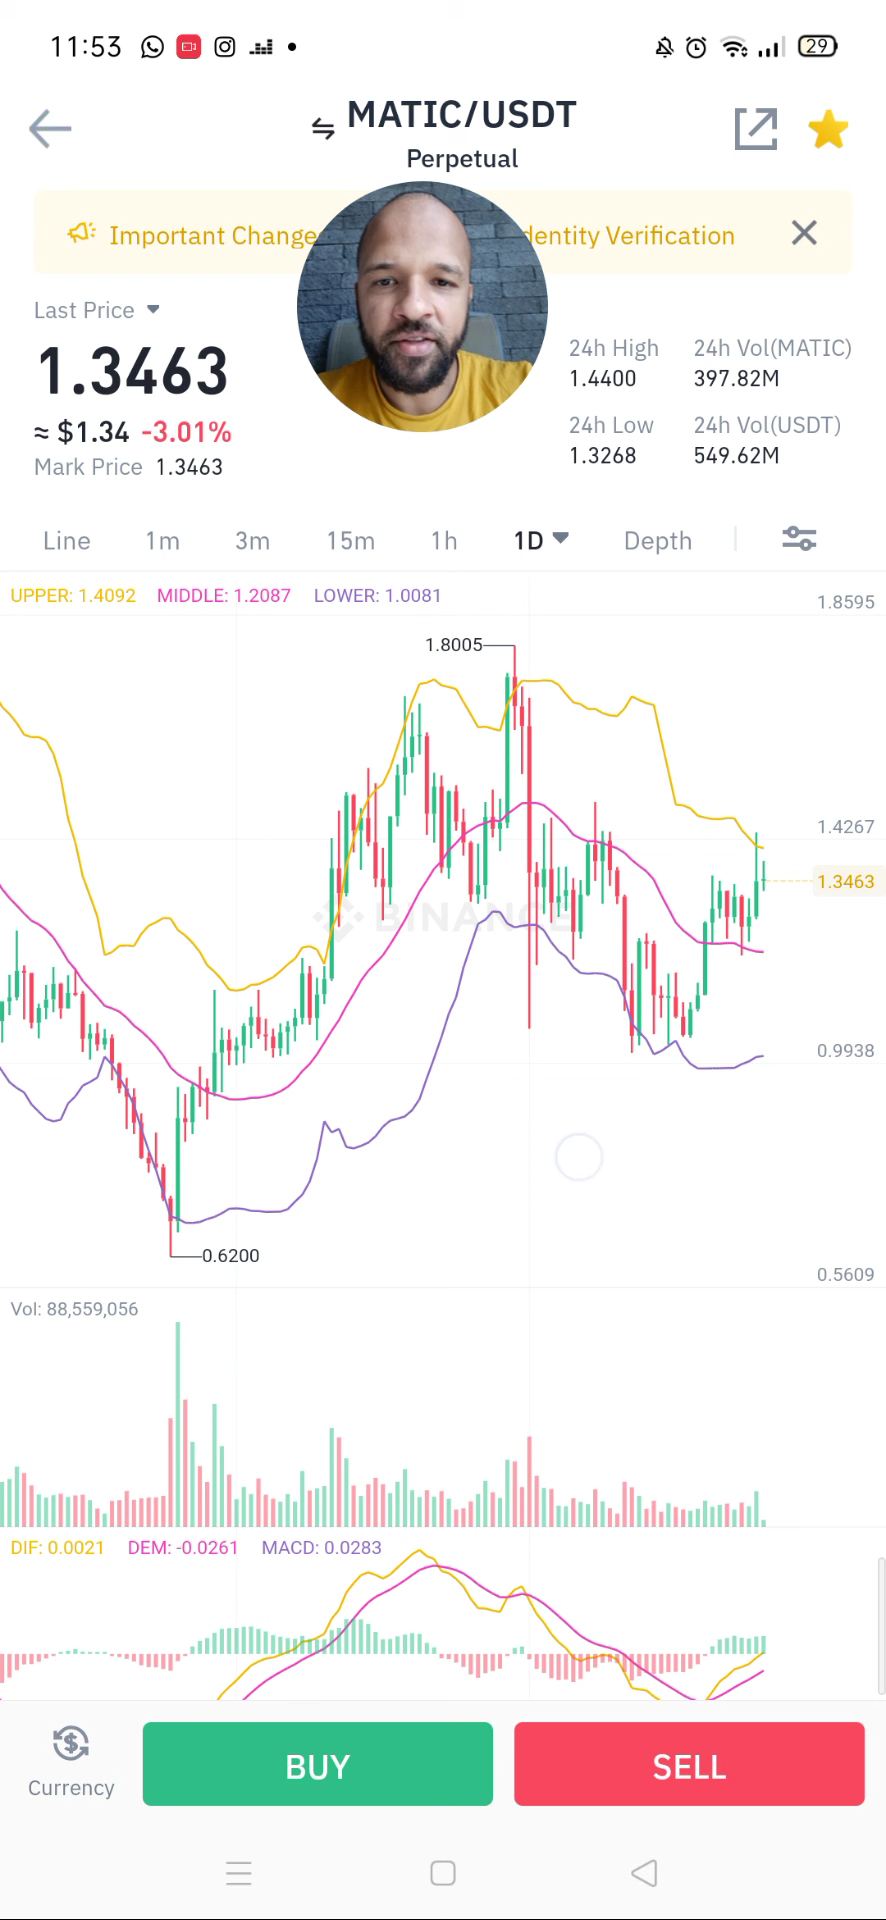 11:53
29
MATIC/USDT
Perpetual
Important Change
dentity Verification
Last Price
1.3463
≈ $1.34 -3.01%
Mark Price 1.3463
24h High
1.4400
24h Vol(MATIC)
397.82M
24h Low
1.3268
24h Vol(USDT)
549.62M
Line 1m 3m 15m 1h 1D Depth
UPPER: 1.4092 MIDDLE: 1.2087 LOWER: 1.0081
1.8595
1.8005
1.4267
1.3463
BINANCE
0.9938
0.6200
0.5609
Vol: 88,559,056
DIF: 0.0021 DEM: -0.0261 MACD: 0.0283
Currency
BUY
SELL